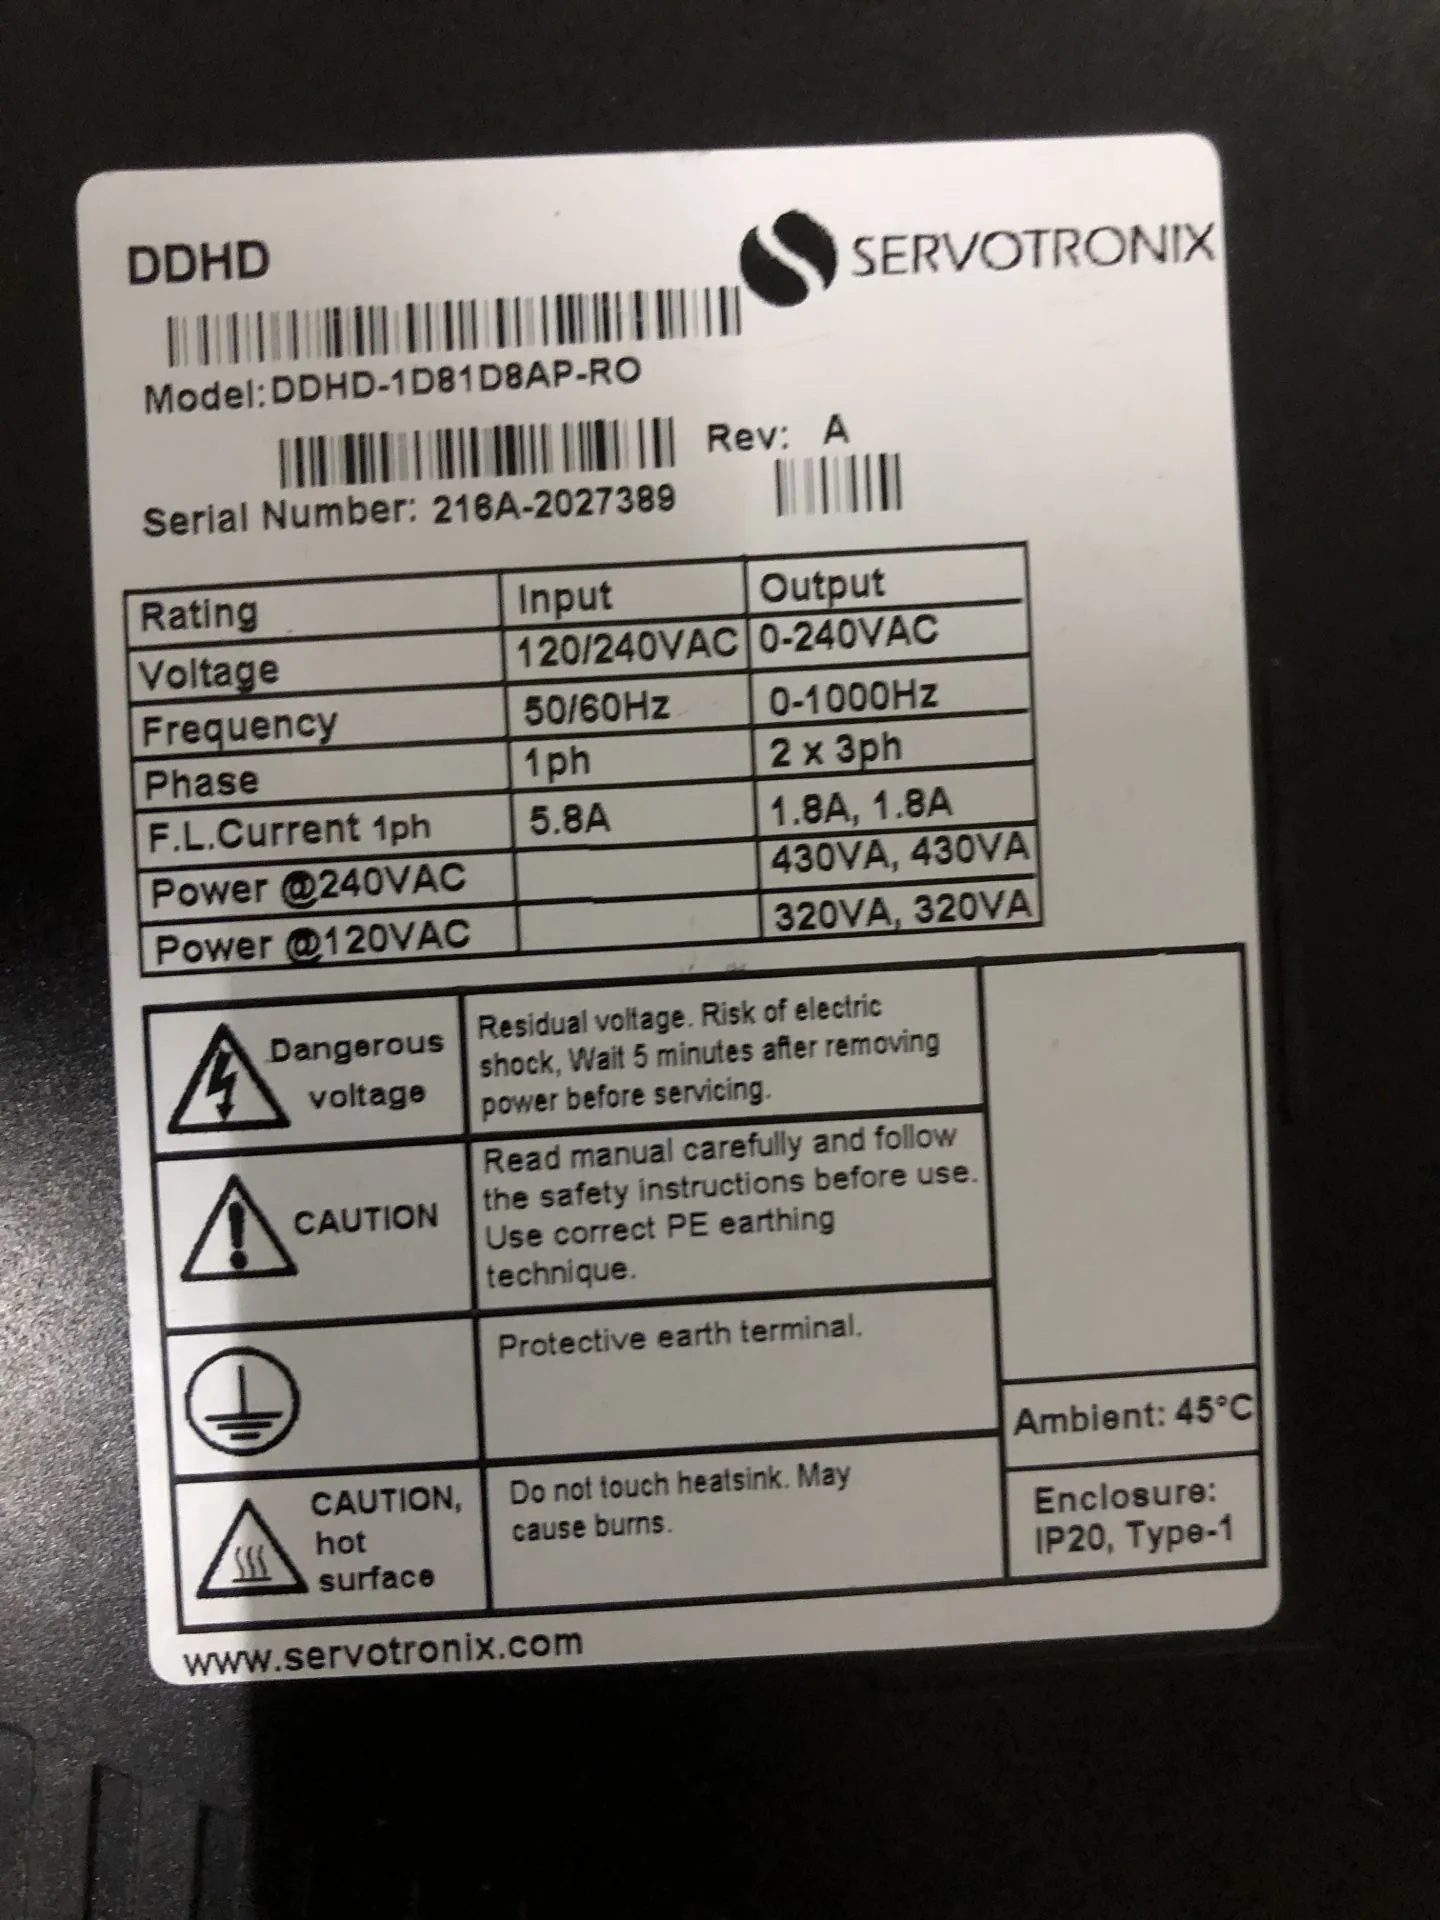 DDHD
SERVOTRONIX
Model:DDHD-1D81D8AP-RO
Rev: A
Serial Number: 216A-2027389
Rating Input Output
Voltage 120/240VAC 0-240VAC
Frequency 50/60Hz 0-1000Hz
Phase 1ph 2 x 3ph
F.L.Current 1ph 5.8A 1.8A, 1.8A
Power @240VAC 430VA, 430VA
Power @120VAC 320VA, 320VA
Dangerous
voltage
Residual voltage. Risk of electric
shock, Wait 5 minutes after removing
power before servicing.
CAUTION
Read manual carefully and follow
the safety instructions before use.
Use correct PE earthing
technique.
Protective earth terminal.
Ambient: 45°C
CAUTION,
hot
surface
Do not touch heatsink. May
cause burns.
Enclosure:
IP20, Type-1
www.servotronix.com